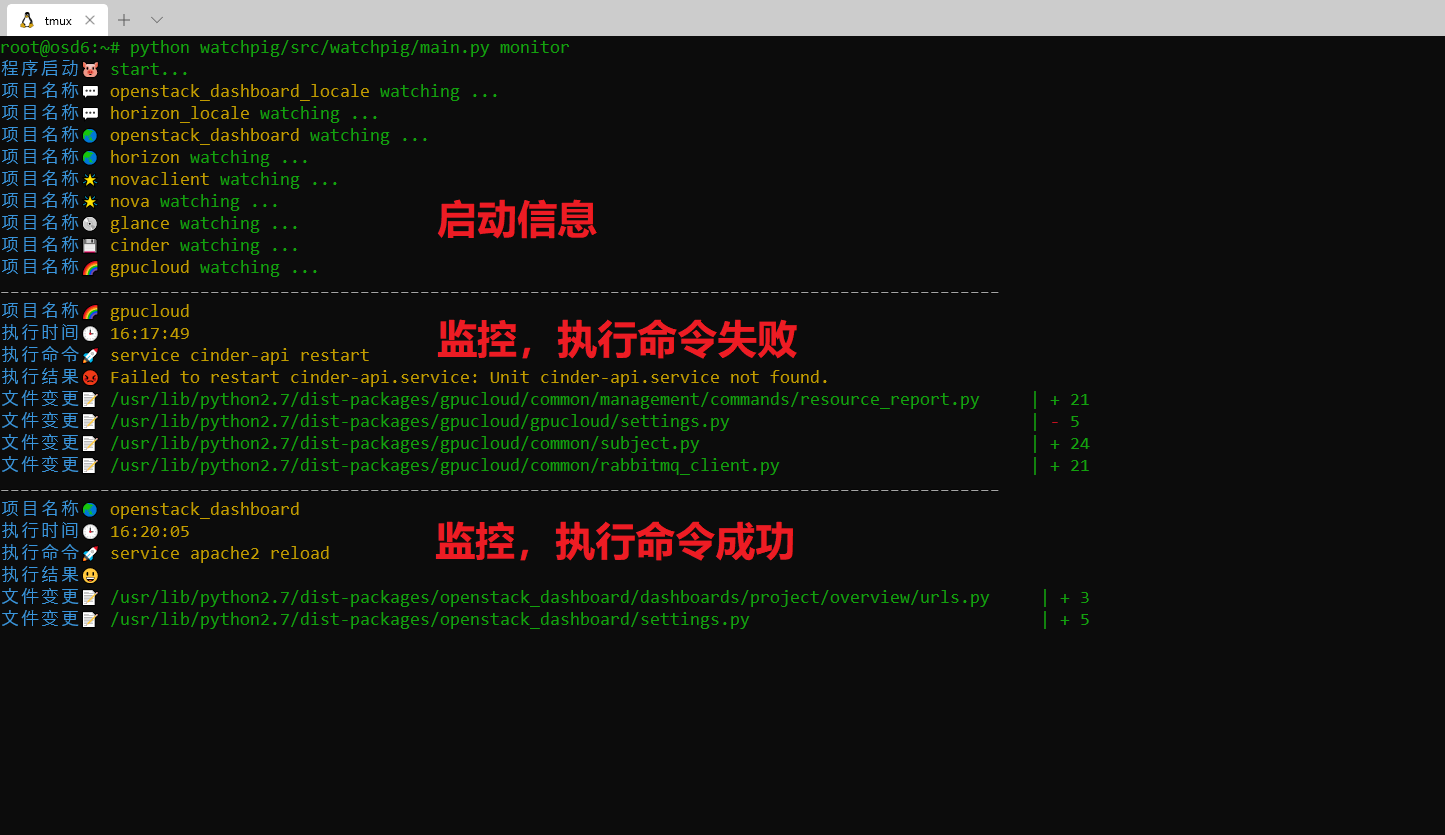 tmux
root@osd6:~# python watchpig/src/watchpig/main.py monitor
程序启动🐷 start...
项目名称💬 openstack_dashboard_locale watching ...
项目名称💬 horizon_locale watching ...
项目名称🌏 openstack_dashboard watching ...
项目名称🌏 horizon watching ...
项目名称🌟 novaclient watching ...
项目名称🌟 nova watching ...
启动信息
项目名称💿 glance watching ...
项目名称💾 cinder watching ...
项目名称🌈 gpucloud watching ...
----------------------------------------------------------------------------------------------------
项目名称🌈 gpucloud
执行时间🕒 16:17:49
监控，执行命令失败
执行命令🚀 service cinder-api restart
执行结果😡 Failed to restart cinder-api.service: Unit cinder-api.service not found.
文件变更📝 /usr/lib/python2.7/dist-packages/gpucloud/common/management/commands/resource_report.py | + 21
文件变更📝 /usr/lib/python2.7/dist-packages/gpucloud/gpucloud/settings.py | - 5
文件变更📝 /usr/lib/python2.7/dist-packages/gpucloud/common/subject.py | + 24
文件变更📝 /usr/lib/python2.7/dist-packages/gpucloud/common/rabbitmq_client.py | + 21
----------------------------------------------------------------------------------------------------
项目名称🌏 openstack_dashboard
执行时间🕒 16:20:05
监控，执行命令成功
执行命令🚀 service apache2 reload
执行结果😃
文件变更📝 /usr/lib/python2.7/dist-packages/openstack_dashboard/dashboards/project/overview/urls.py | + 3
文件变更📝 /usr/lib/python2.7/dist-packages/openstack_dashboard/settings.py | + 5